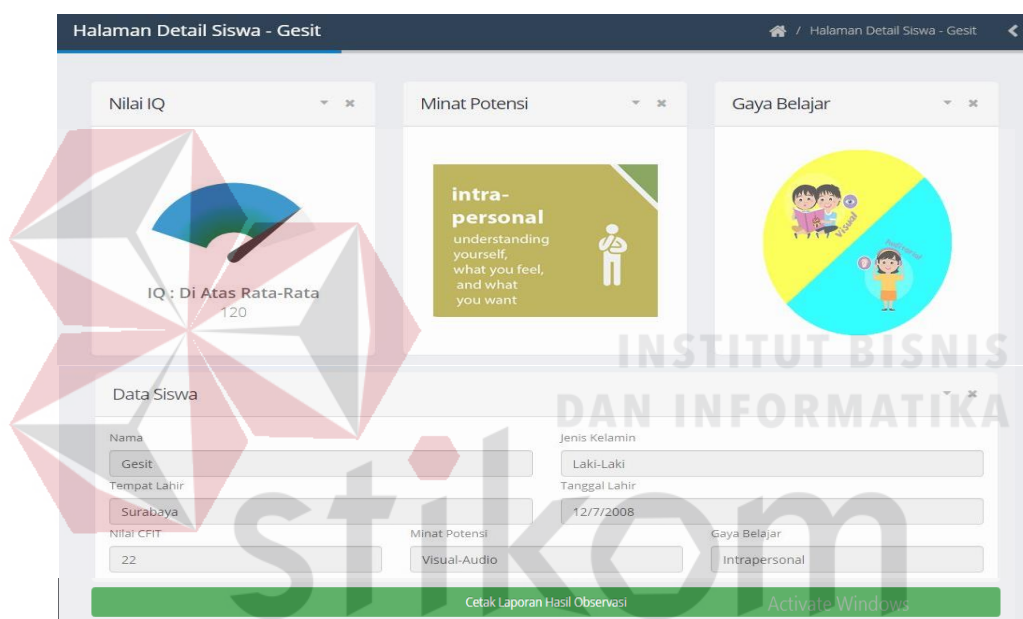 Halaman Detail Siswa - Gesit
/ Halaman Detail Siswa - Gesit
Nilai IQ
Minat Potensi
Gaya Belajar
IQ : Di Atas Rata-Rata
120
intra-
personal
understanding
yourself,
what you feel,
and what
you want
Visual
Auditorial
INSTITUT BISNIS
DAN INFORMATIKA
stikom
Data Siswa
Nama
Jenis Kelamin
Gesit
Laki-Laki
Tempat Lahir
Tanggal Lahir
Surabaya
12/7/2008
Nilai CFIT
Minat Potensi
Gaya Belajar
22
Visual-Audio
Intrapersonal
Cetak Laporan Hasil Observasi
Activate Windows